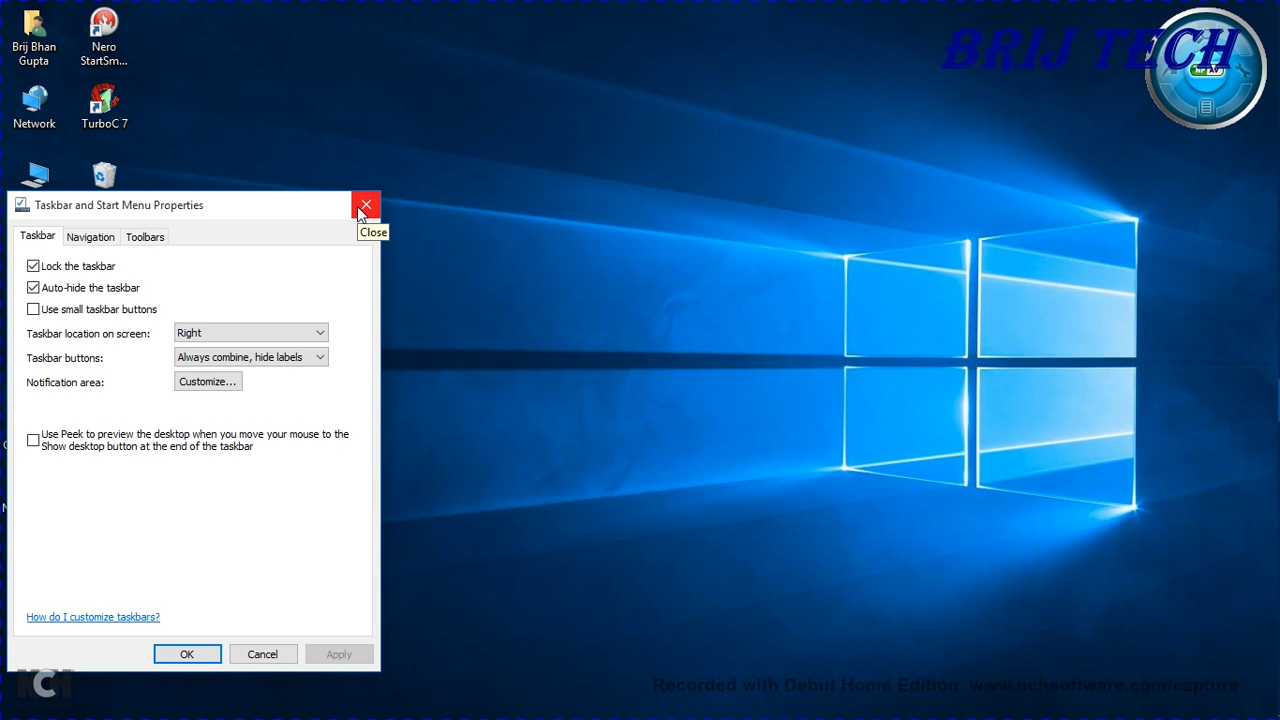 Brij Bhan
Gupta
Nero
StartSm...
BRIJ TECH
Network
TurboC 7
Taskbar and Start Menu Properties
Close
Taskbar
Navigation
Toolbars
Lock the taskbar
Auto-hide the taskbar
Use small taskbar buttons
Taskbar location on screen:
Right
Taskbar buttons:
Always combine, hide labels
Notification area:
Customize...
Use Peek to preview the desktop when you move your mouse to the
Show desktop button at the end of the taskbar
How do I customize taskbars?
OK
Cancel
Apply
NCH
Recorded with Debut Home Edition. www.nchsoftware.com/capture